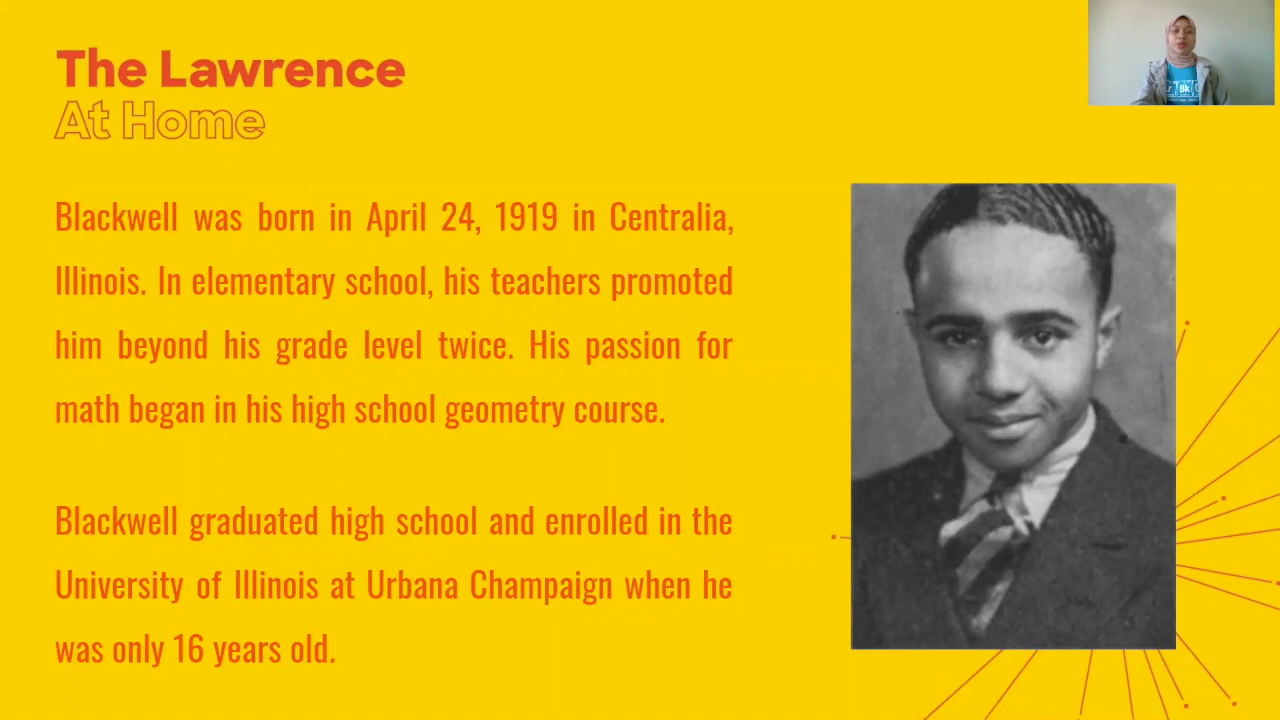 The Lawrence
At Home
Blackwell was born in April 24, 1919 in Centralia,
Illinois. In elementary school, his teachers promoted
him beyond his grade level twice. His passion for
math began in his high school geometry course.
Blackwell graduated high school and enrolled in the
University of Illinois at Urbana Champaign when he
was only 16 years old.
Bk